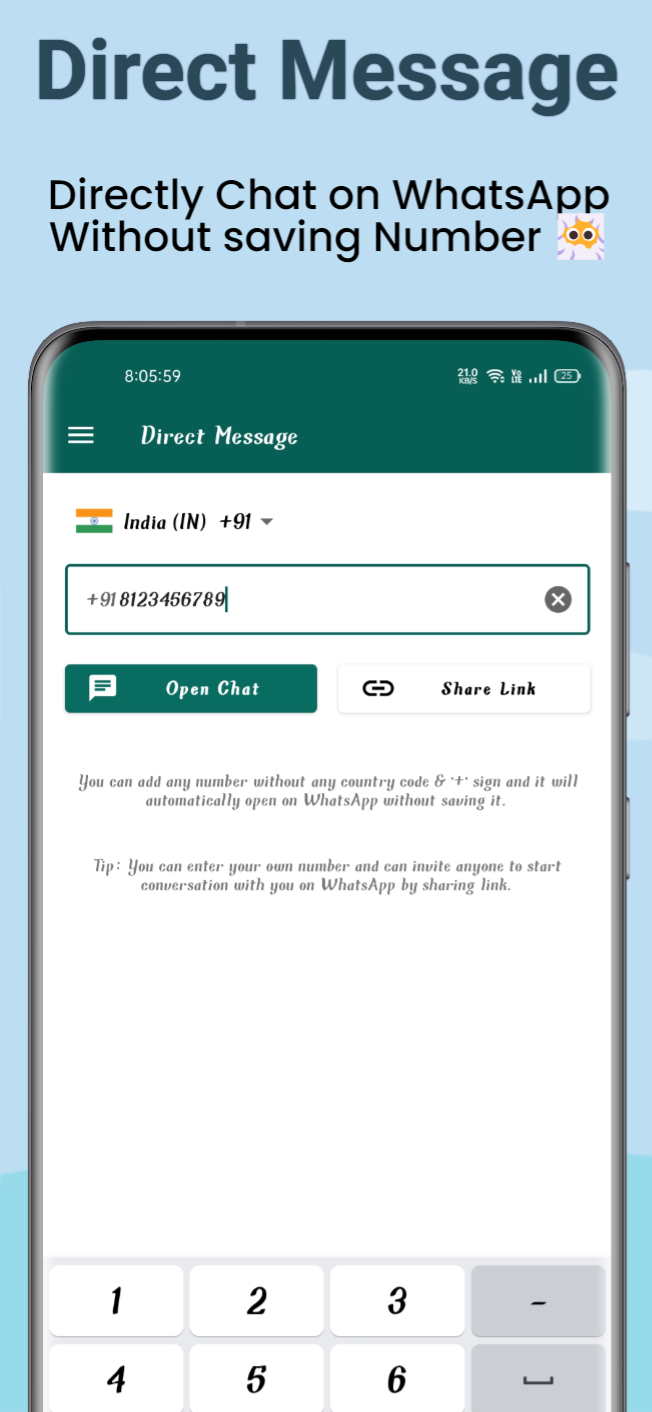 Direct Message
Directly Chat on WhatsApp
Without saving Number
8:05:59
21.0
KB/S
Vo
LTE
25
Direct Message
India (IN) +91
+91 8123456789
Open Chat
Share Link
You can add any number without any country code & '+' sign and it will
automatically open on WhatsApp without saving it.
Tip: You can enter your own number and can invite anyone to start
conversation with you on WhatsApp by sharing link.
1 2 3 -
4 5 6